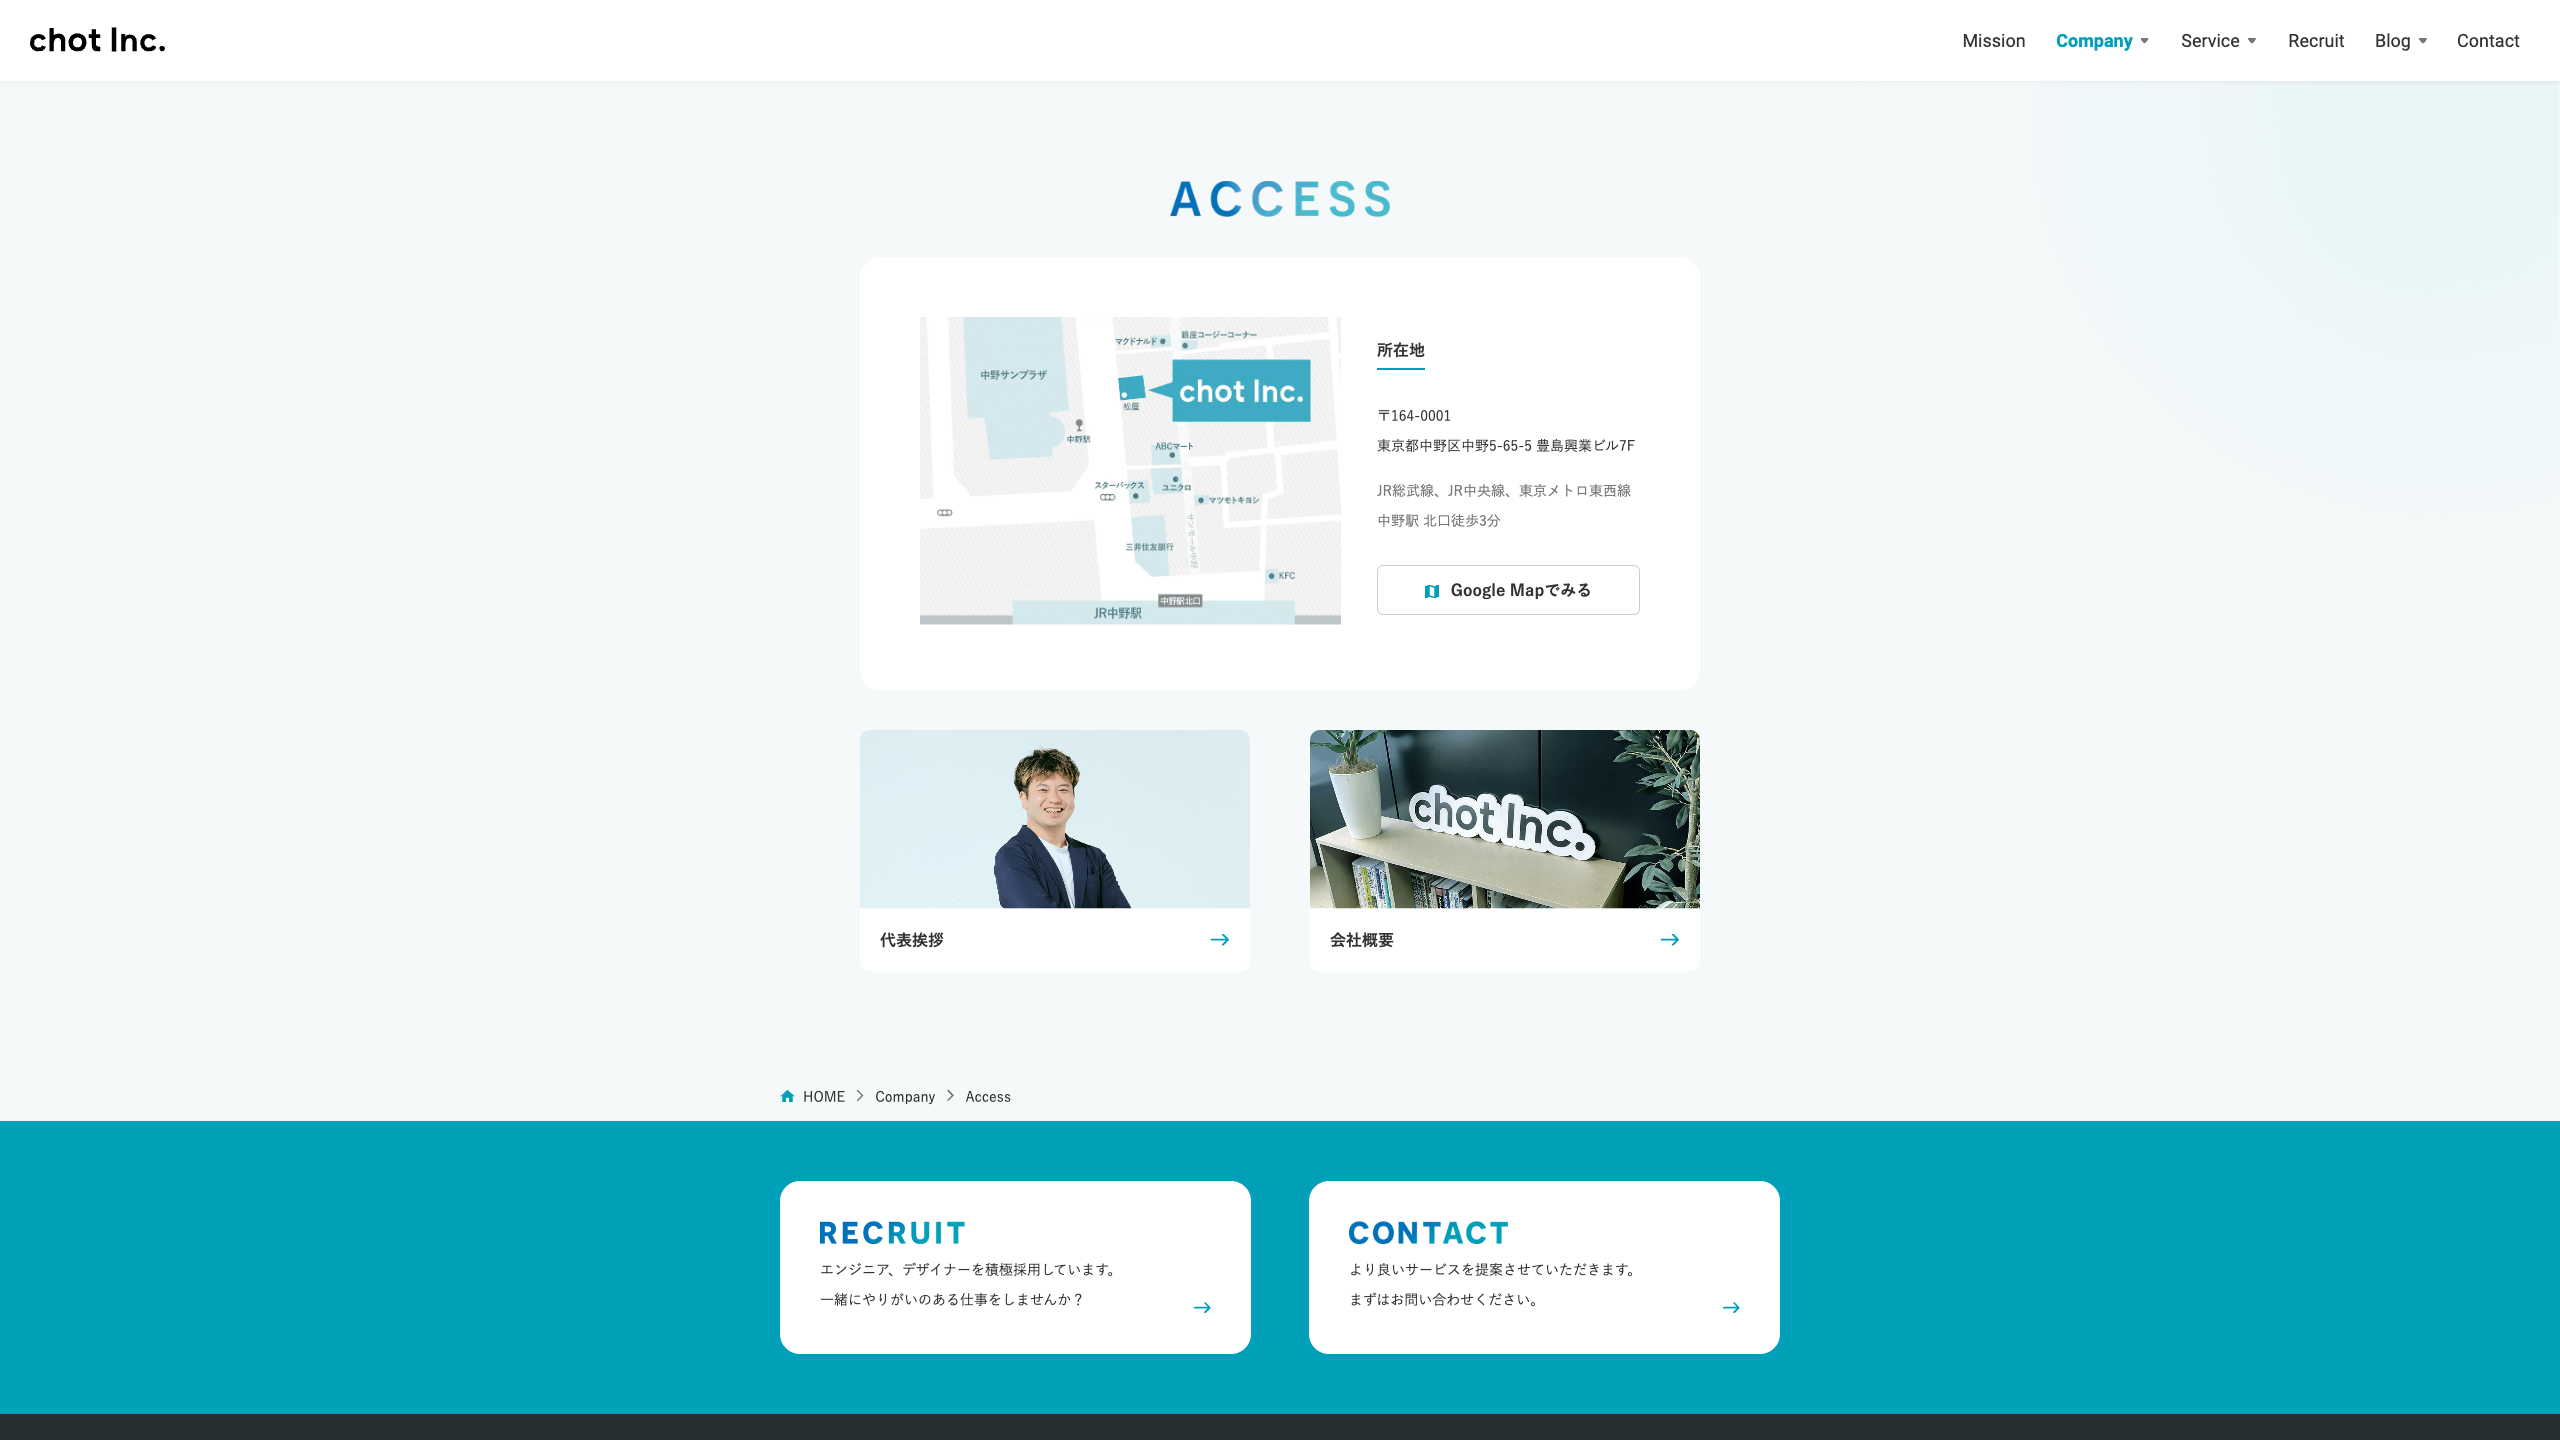 chot Inc.
Mission
Company
Service
Recruit
Blog
Contact
ACCESS
マクドナルド
銀座コージーコーナー
中野サンプラザ
chot Inc.
松屋
中野駅
ABCマート
スターバックス
ユニクロ
マツモトキヨシ
サンモール中野
三井住友銀行
KFC
中野駅北口
JR中野駅
所在地
〒164-0001
東京都中野区中野5-65-5 豊島興業ビル7F
JR総武線、JR中央線、東京メトロ東西線
中野駅 北口徒歩3分
Google Mapでみる
chot Inc.
代表挨拶
会社概要
HOME
Company
Access
RECRUIT
エンジニア、デザイナーを積極採用しています。
一緒にやりがいのある仕事をしませんか？
CONTACT
より良いサービスを提案させていただきます。
まずはお問い合わせください。